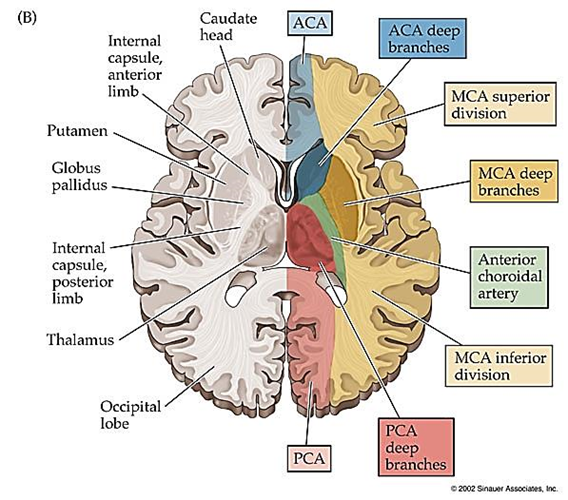 (B)
Caudate
head
ACA
ACA deep
branches
Internal
capsule,
anterior
limb
MCA superior
division
Putamen
Globus
pallidus
MCA deep
branches
Internal
capsule,
posterior
limb
Anterior
choroidal
artery
Thalamus
MCA inferior
division
Occipital
lobe
PCA
PCA
deep
branches
© 2002 Sinauer Associates, Inc.